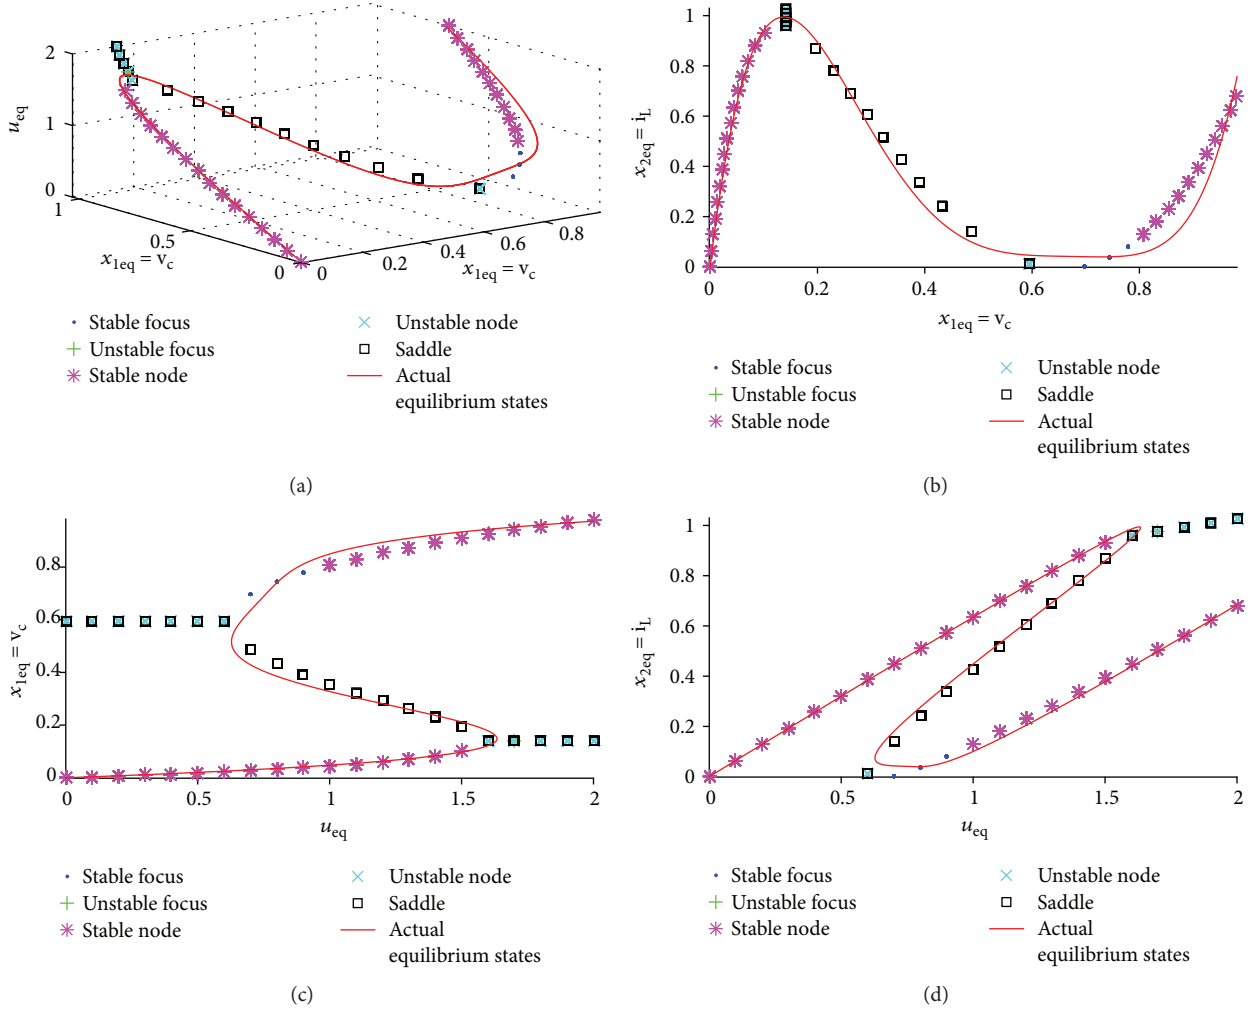 2
1
0
u_eq
1
0.5
0
x_1eq = v_c
0
0.2
0.4
0.6
0.8
x_1eq = v_c
Stable focus
Unstable focus
Stable node
Unstable node
Saddle
Actual
equilibrium states
(a)
1
0.8
0.6
0.4
0.2
0
x_2eq = i_L
0
0.2
0.4
0.6
0.8
x_1eq = v_c
Stable focus
Unstable focus
Stable node
Unstable node
Saddle
Actual
equilibrium states
(b)
0.8
0.6
0.4
0.2
0
x_1eq = v_c
0
0.5
1
1.5
2
u_eq
Stable focus
Unstable focus
Stable node
Unstable node
Saddle
Actual
equilibrium states
(c)
1
0.8
0.6
0.4
0.2
0
x_2eq = i_L
0
0.5
1
1.5
2
u_eq
Stable focus
Unstable focus
Stable node
Unstable node
Saddle
Actual
equilibrium states
(d)